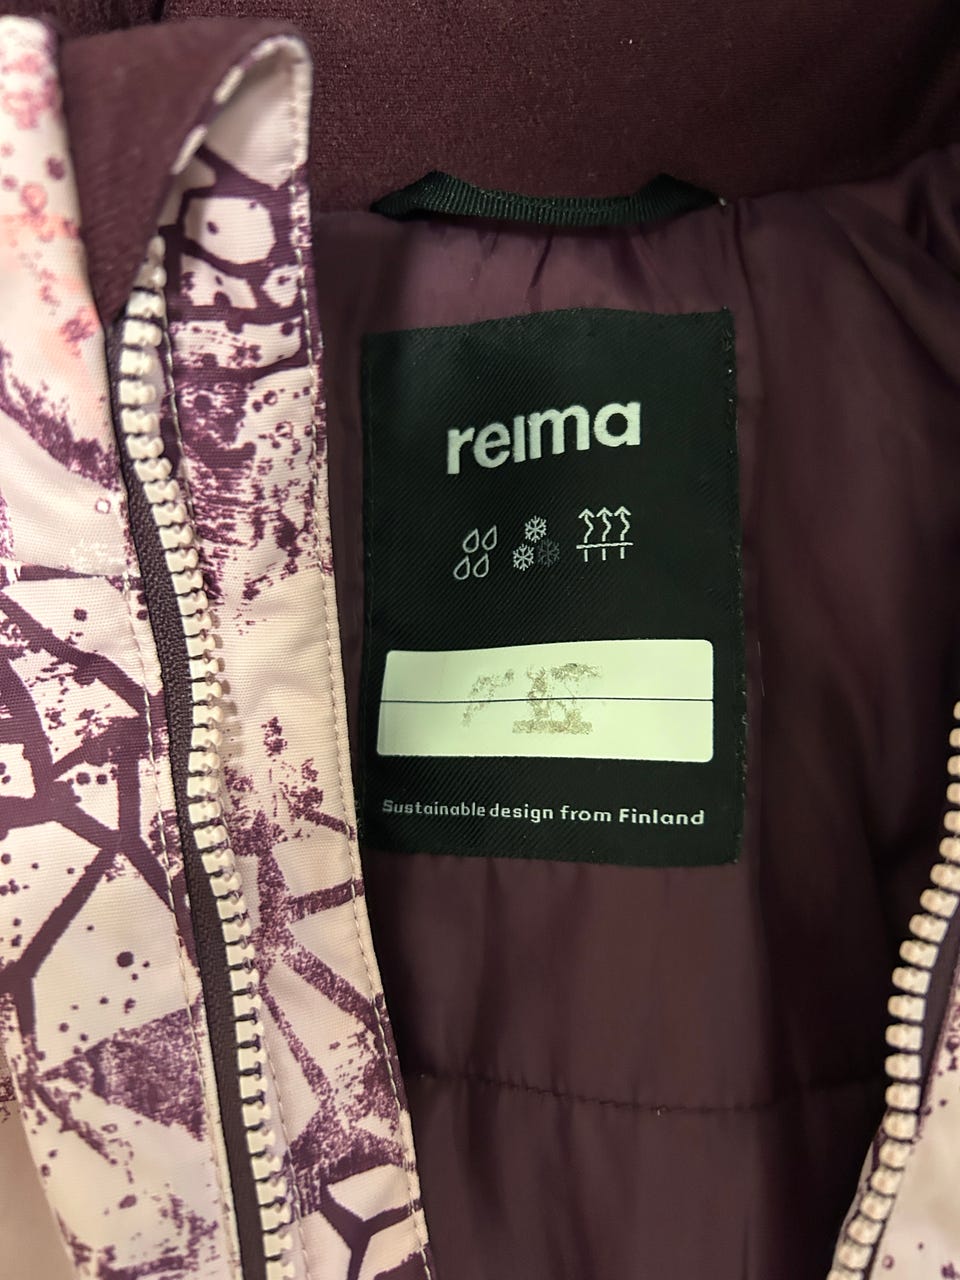 reima
Sustainable design from Finland